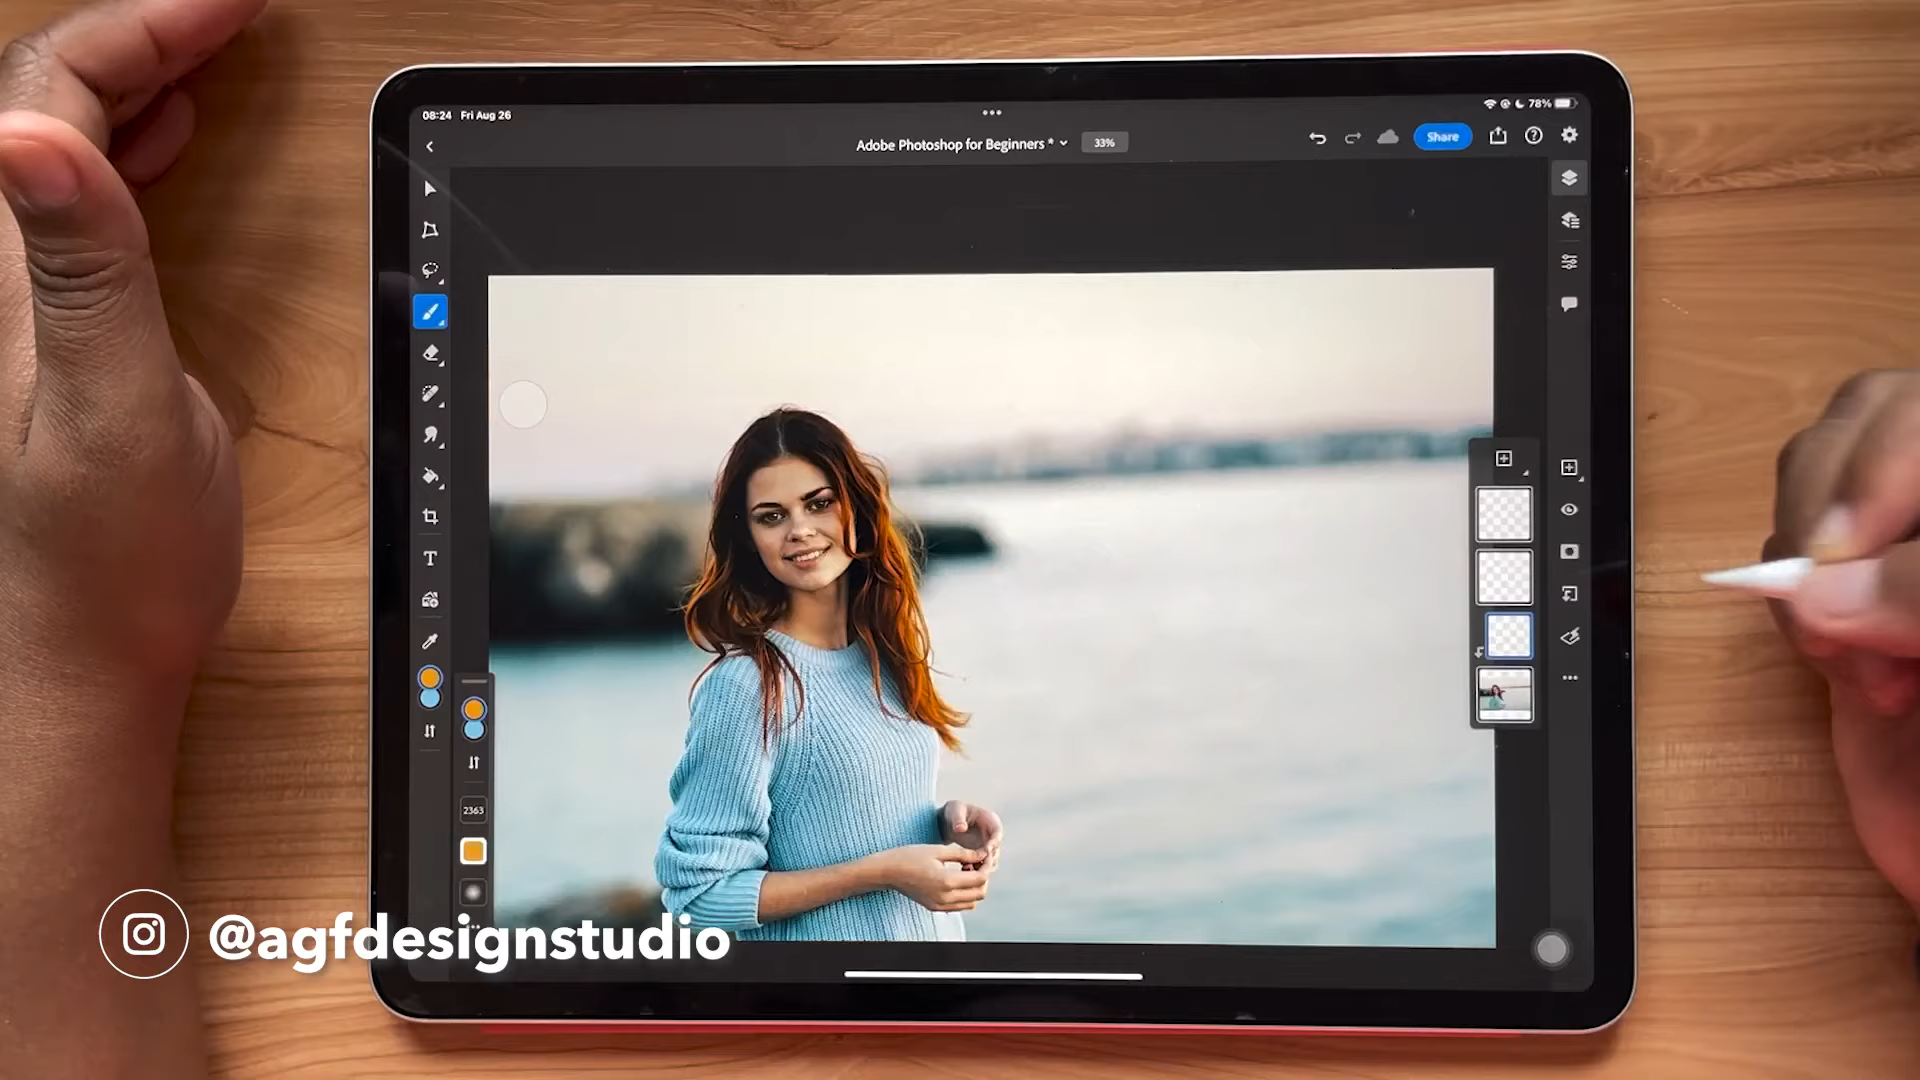 08:24 Fri Aug 26
78%
Adobe Photoshop for Beginners *
33%
Share
T
2363
@agfdesignstudio